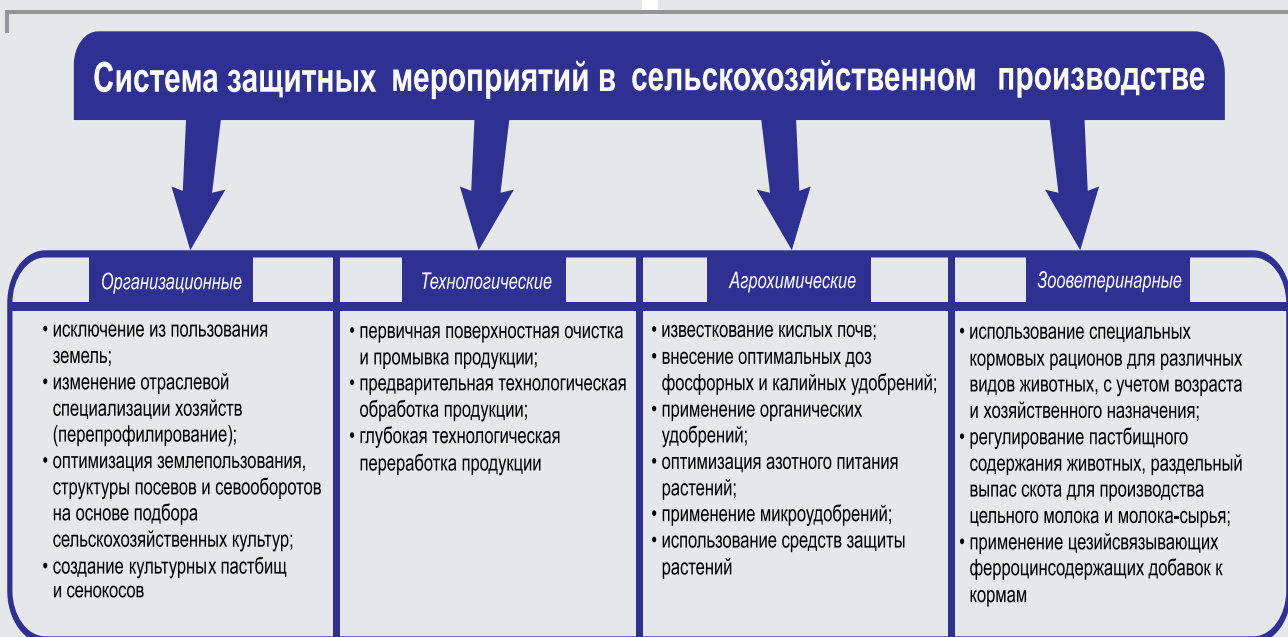 Система защитных мероприятий в сельскохозяйственном производстве
Организационные
• исключение из пользования
земель;
• изменение отраслевой
специализации хозяйств
(перепрофилирование);
• оптимизация землепользования,
структуры посевов и севооборотов
на основе подбора
сельскохозяйственных культур;
• создание культурных пастбищ
и сенокосов
Технологические
• первичная поверхностная очистка
и промывка продукции;
• предварительная технологическая
обработка продукции;
• глубокая технологическая
переработка продукции
Агрохимические
• известкование кислых почв;
• внесение оптимальных доз
фосфорных и калийных удобрений;
• применение органических
удобрений;
• оптимизация азотного питания
растений;
• применение микроудобрений;
• использование средств защиты
растений
Зооветеринарные
• использование специальных
кормовых рационов для различных
видов животных, с учетом возраста
и хозяйственного назначения;
• регулирование пастбищного
содержания животных, раздельный
выпас скота для производства
цельного молока и молока-сырья;
• применение цезийсвязывающих
ферроцинсодержащих добавок к
кормам